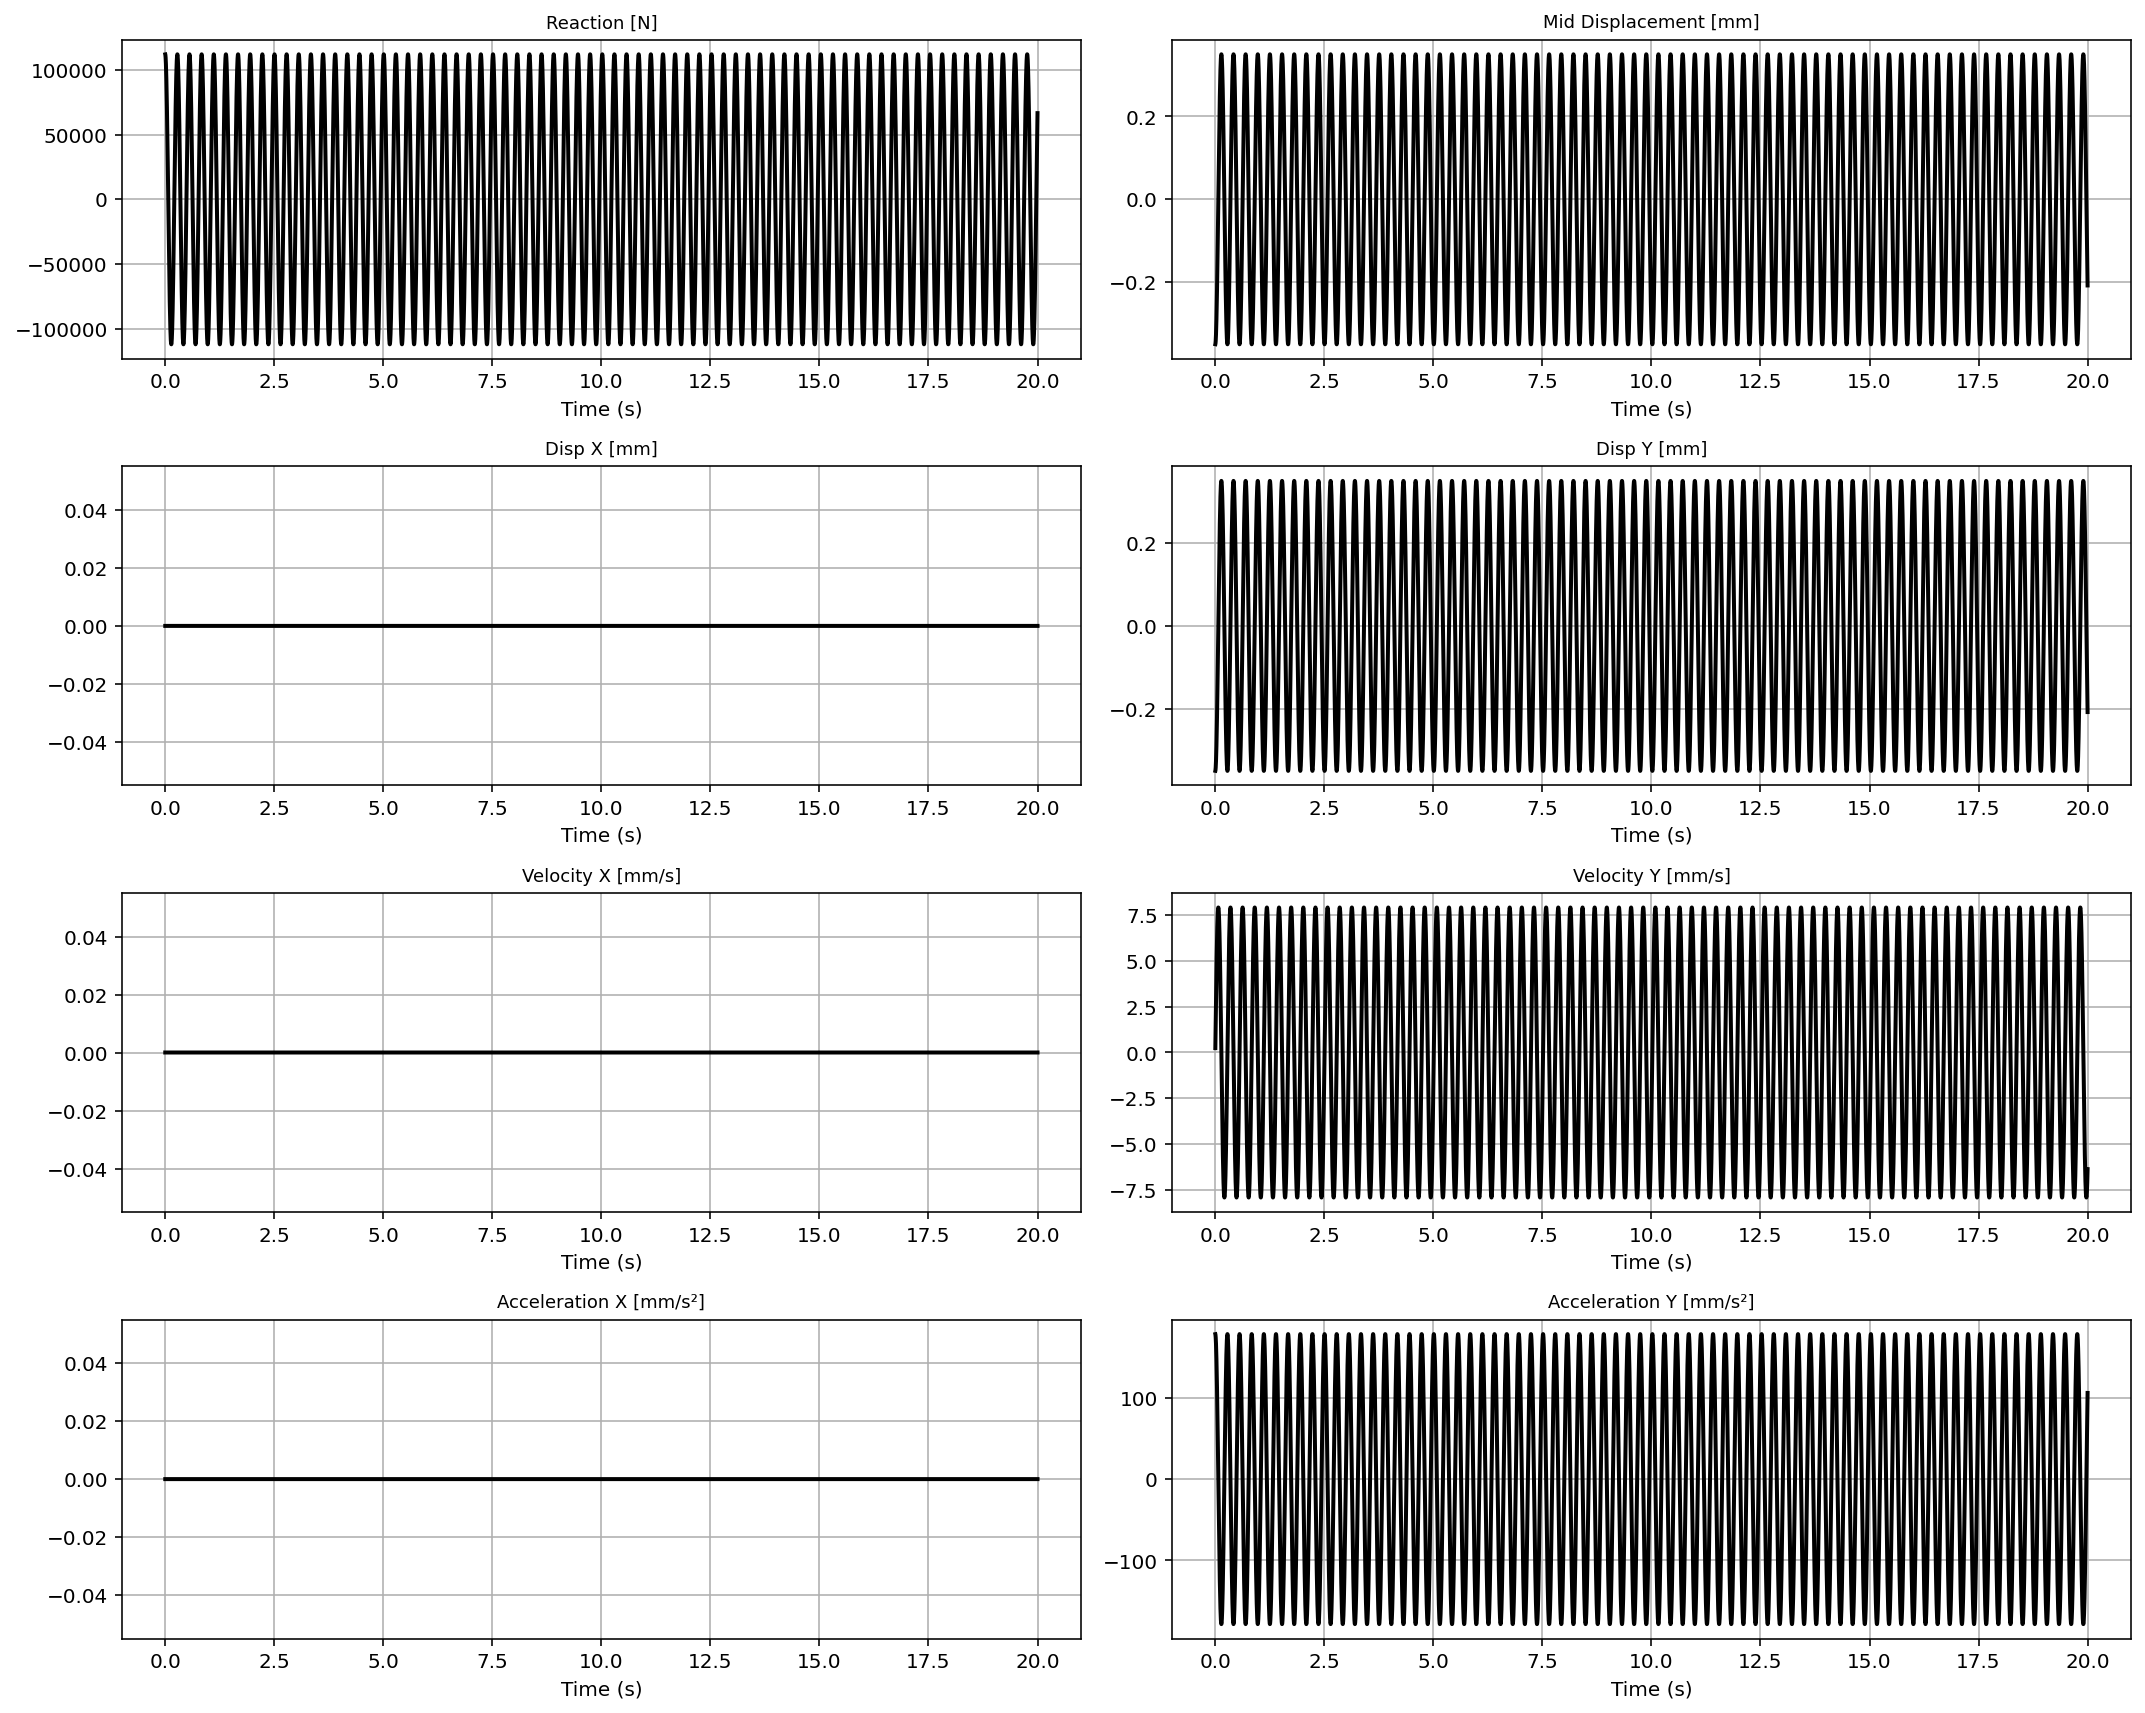 Reaction [N]
100000
50000
0
−50000
−100000
0.0 2.5 5.0 7.5 10.0 12.5 15.0 17.5 20.0
Time (s)
Mid Displacement [mm]
0.2
0.0
−0.2
0.0 2.5 5.0 7.5 10.0 12.5 15.0 17.5 20.0
Time (s)
Disp X [mm]
0.04
0.02
0.00
−0.02
−0.04
0.0 2.5 5.0 7.5 10.0 12.5 15.0 17.5 20.0
Time (s)
Disp Y [mm]
0.2
0.0
−0.2
0.0 2.5 5.0 7.5 10.0 12.5 15.0 17.5 20.0
Time (s)
Velocity X [mm/s]
0.04
0.02
0.00
−0.02
−0.04
0.0 2.5 5.0 7.5 10.0 12.5 15.0 17.5 20.0
Time (s)
Velocity Y [mm/s]
7.5
5.0
2.5
0.0
−2.5
−5.0
−7.5
0.0 2.5 5.0 7.5 10.0 12.5 15.0 17.5 20.0
Time (s)
Acceleration X [mm/s²]
0.04
0.02
0.00
−0.02
−0.04
0.0 2.5 5.0 7.5 10.0 12.5 15.0 17.5 20.0
Time (s)
Acceleration Y [mm/s²]
100
0
−100
0.0 2.5 5.0 7.5 10.0 12.5 15.0 17.5 20.0
Time (s)